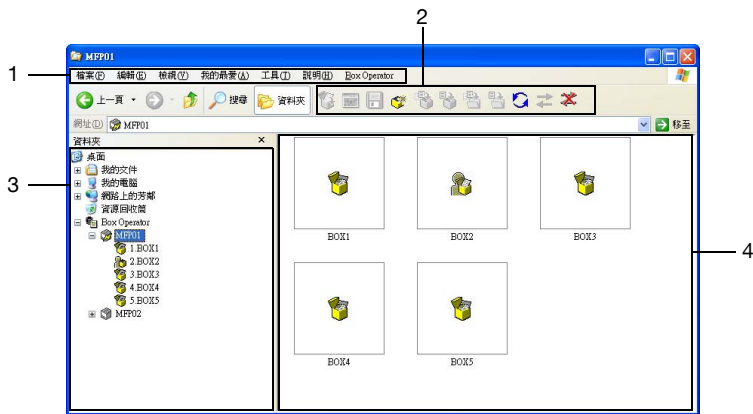 2
MFP01
1
檔案(F) 編輯(E) 檢視(V) 我的最愛(A) 工具(T) 說明(H) Box Operator
上一頁 搜尋 資料夾
網址(D) MFP01 移至
資料夾 ×
3
桌面
我的文件
我的電腦
網路上的芳鄰
資源回收筒
Box Operator
MFP01
1.BOX1
2.BOX2
3.BOX3
4.BOX4
5.BOX5
MFP02
BOX1 BOX2 BOX3
4
BOX4 BOX5